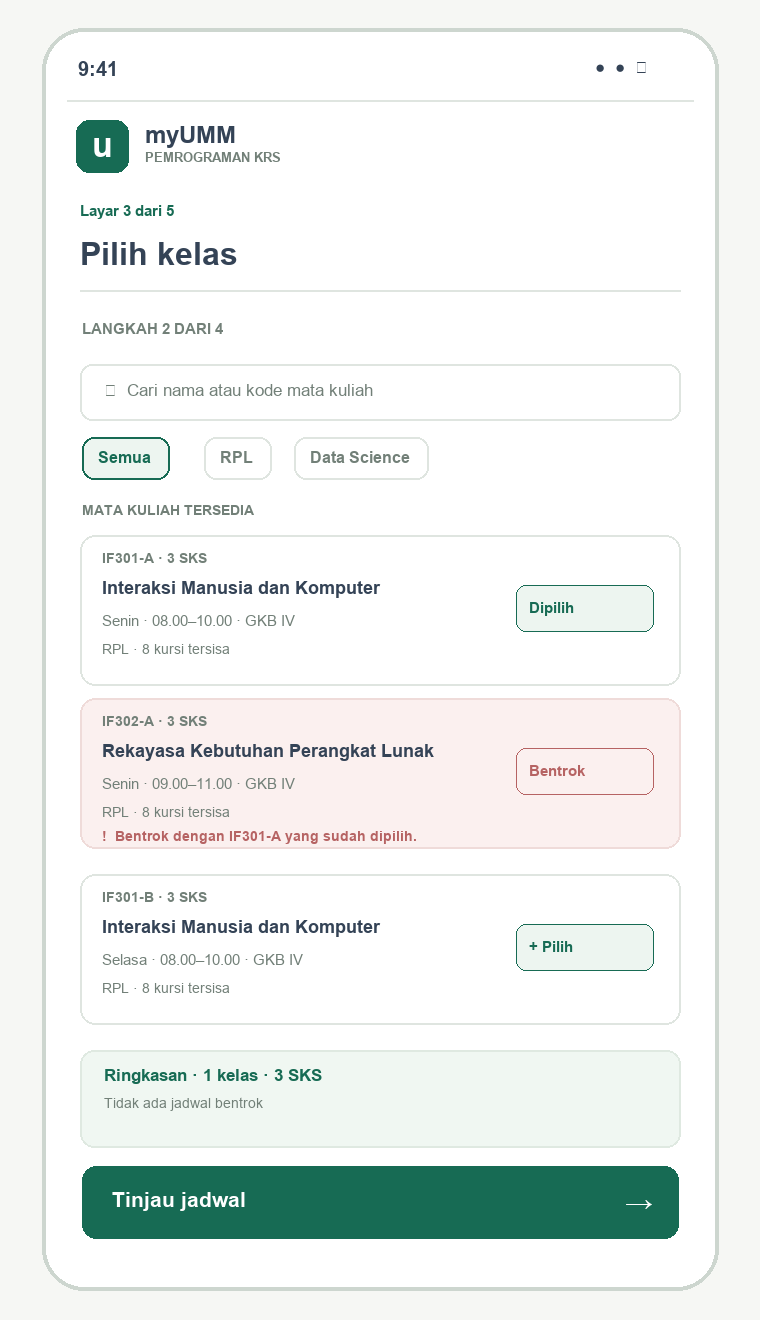 9:41
u
myUMM
PEMROGRAMAN KRS
Layar 3 dari 5
Pilih kelas
LANGKAH 2 DARI 4
Cari nama atau kode mata kuliah
Semua
RPL
Data Science
MATA KULIAH TERSEDIA
IF301-A · 3 SKS
Interaksi Manusia dan Komputer
Senin · 08.00–10.00 · GKB IV
RPL · 8 kursi tersisa
Dipilih
IF302-A · 3 SKS
Rekayasa Kebutuhan Perangkat Lunak
Senin · 09.00–11.00 · GKB IV
RPL · 8 kursi tersisa
! Bentrok dengan IF301-A yang sudah dipilih.
Bentrok
IF301-B · 3 SKS
Interaksi Manusia dan Komputer
Selasa · 08.00–10.00 · GKB IV
RPL · 8 kursi tersisa
+ Pilih
Ringkasan · 1 kelas · 3 SKS
Tidak ada jadwal bentrok
Tinjau jadwal →